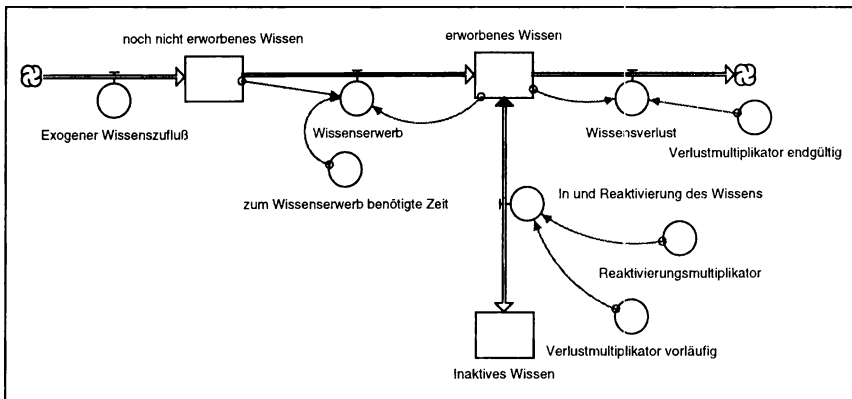 noch nicht erworbenes Wissen
erworbenes Wissen
Exogener Wissenszufluß
Wissenserwerb
Wissensverlust
Verlustmultiplikator endgültig
zum Wissenserwerb benötigte Zeit
In und Reaktivierung des Wissens
Reaktivierungsmultiplikator
Verlustmultiplikator vorläufig
Inaktives Wissen